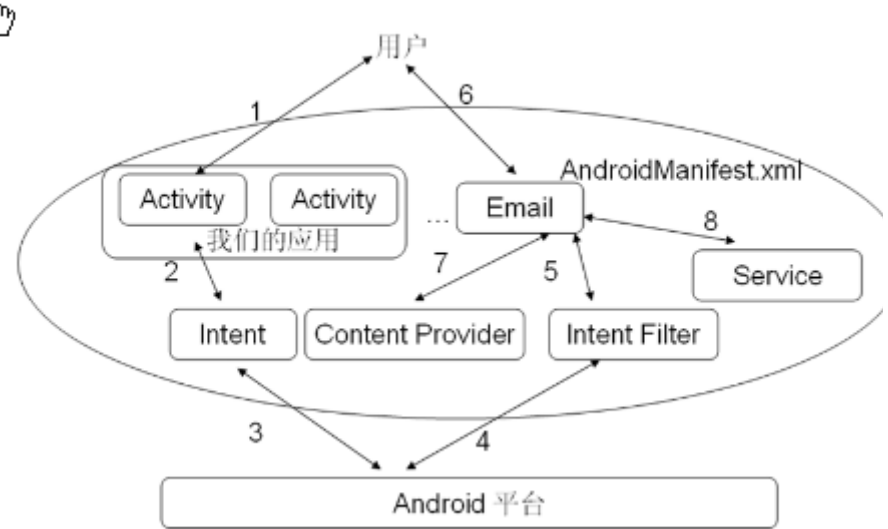 用户
1
6
AndroidManifest.xml
Activity
Activity
...
Email
我们的应用
8
2
7
5
Service
Intent
Content Provider
Intent Filter
3
4
Android 平台